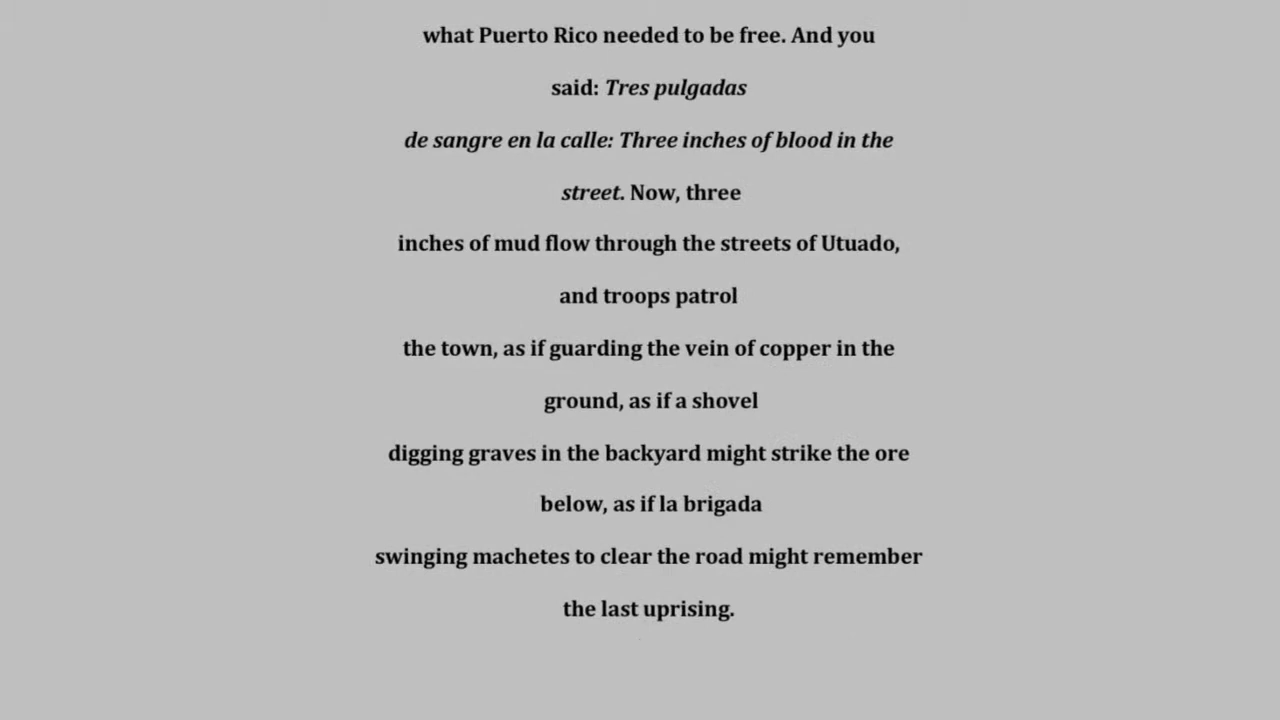 what Puerto Rico needed to be free. And you
said: Tres pulgadas
de sangre en la calle: Three inches of blood in the
street. Now, three
inches of mud flow through the streets of Utuado,
and troops patrol
the town, as if guarding the vein of copper in the
ground, as if a shovel
digging graves in the backyard might strike the ore
below, as if la brigada
swinging machetes to clear the road might remember
the last uprising.